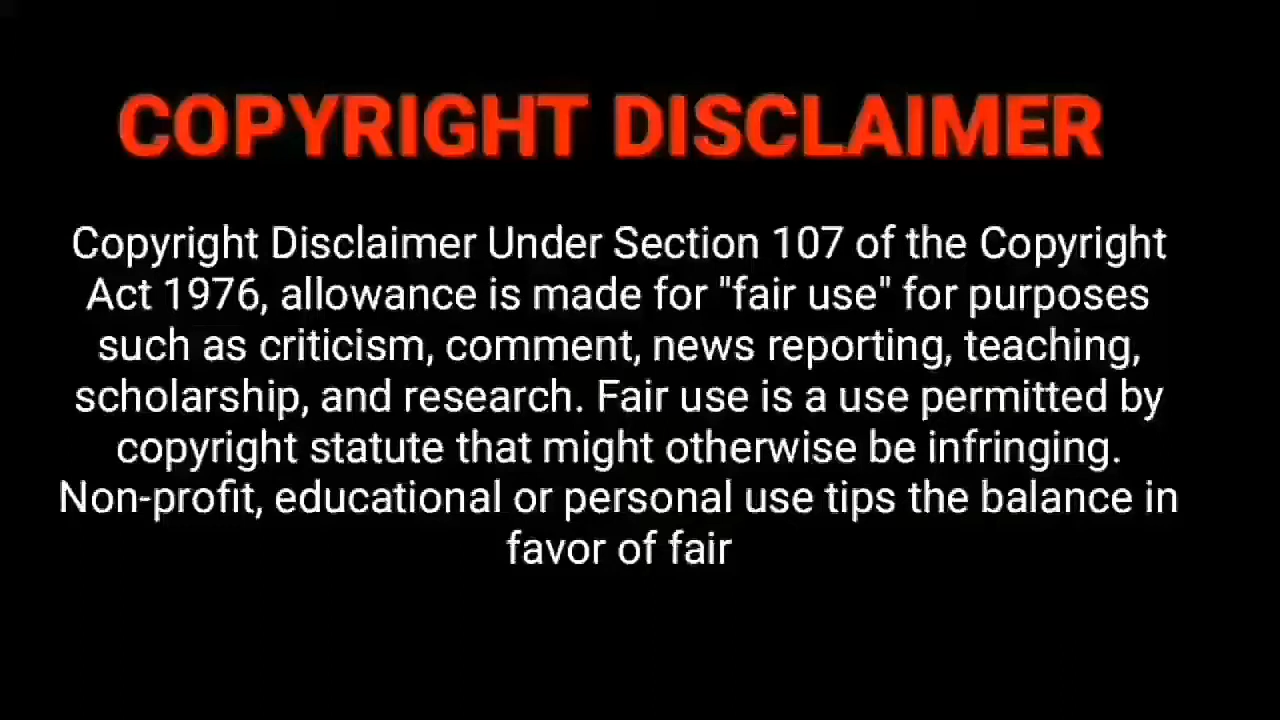 COPYRIGHT DISCLAIMER
Copyright Disclaimer Under Section 107 of the Copyright
Act 1976, allowance is made for "fair use" for purposes
such as criticism, comment, news reporting, teaching,
scholarship, and research. Fair use is a use permitted by
copyright statute that might otherwise be infringing.
Non-profit, educational or personal use tips the balance in
favor of fair